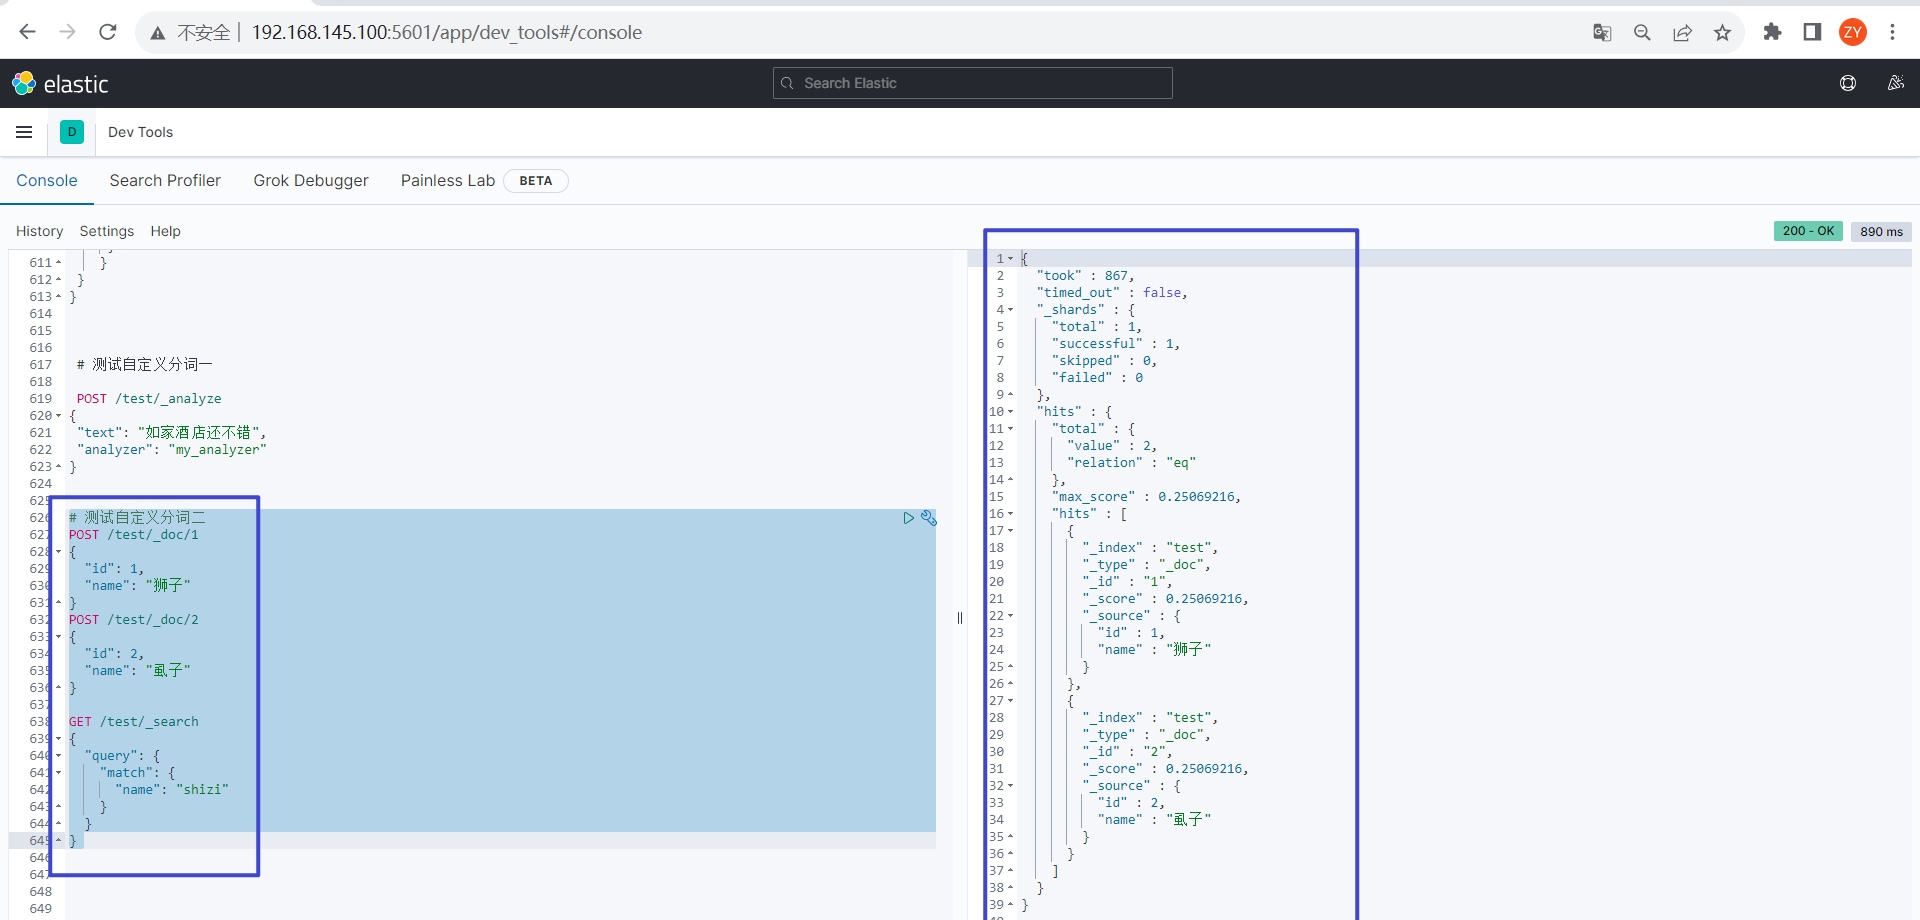 不安全 192.168.145.100:5601/app/dev_tools#/console
ZY
elastic
Search Elastic
D Dev Tools
Console Search Profiler Grok Debugger Painless Lab BETA
History Settings Help
200 - OK 890 ms
611 }
612 }
613 }
614
615
616
617 # 测试自定义分词一
618
619 POST /test/_analyze
620 {
621 "text": "如家酒店还不错",
622 "analyzer": "my_analyzer"
623 }
624
625
626 # 测试自定义分词二
627 POST /test/_doc/1
628 {
629 "id": 1,
630 "name": "狮子"
631 }
632 POST /test/_doc/2
633 {
634 "id": 2,
635 "name": "虱子"
636 }
637
638 GET /test/_search
639 {
640 "query": {
641 "match": {
642 "name": "shizi"
643 }
644 }
645 }
646
647
648
649
1 {
2 "took" : 867,
3 "timed_out" : false,
4 "_shards" : {
5 "total" : 1,
6 "successful" : 1,
7 "skipped" : 0,
8 "failed" : 0
9 },
10 "hits" : {
11 "total" : {
12 "value" : 2,
13 "relation" : "eq"
14 },
15 "max_score" : 0.25069216,
16 "hits" : [
17 {
18 "_index" : "test",
19 "_type" : "_doc",
20 "_id" : "1",
21 "_score" : 0.25069216,
22 "_source" : {
23 "id" : 1,
24 "name" : "狮子"
25 }
26 },
27 {
28 "_index" : "test",
29 "_type" : "_doc",
30 "_id" : "2",
31 "_score" : 0.25069216,
32 "_source" : {
33 "id" : 2,
34 "name" : "虱子"
35 }
36 }
37 ]
38 }
39 }